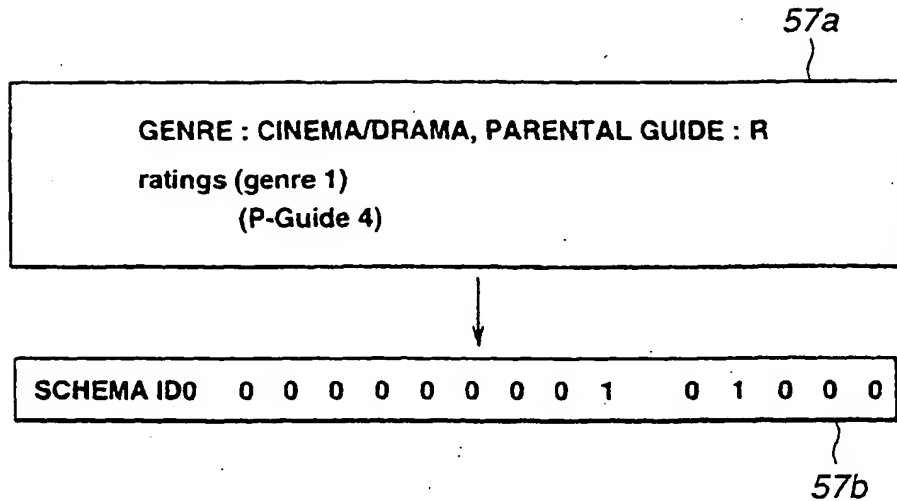 57a
GENRE : CINEMA/DRAMA, PARENTAL GUIDE : R
ratings (genre 1)
(P-Guide 4)
SCHEMA ID0 0 0 0 0 0 0 0 0 1 0 1 0 0 0
57b